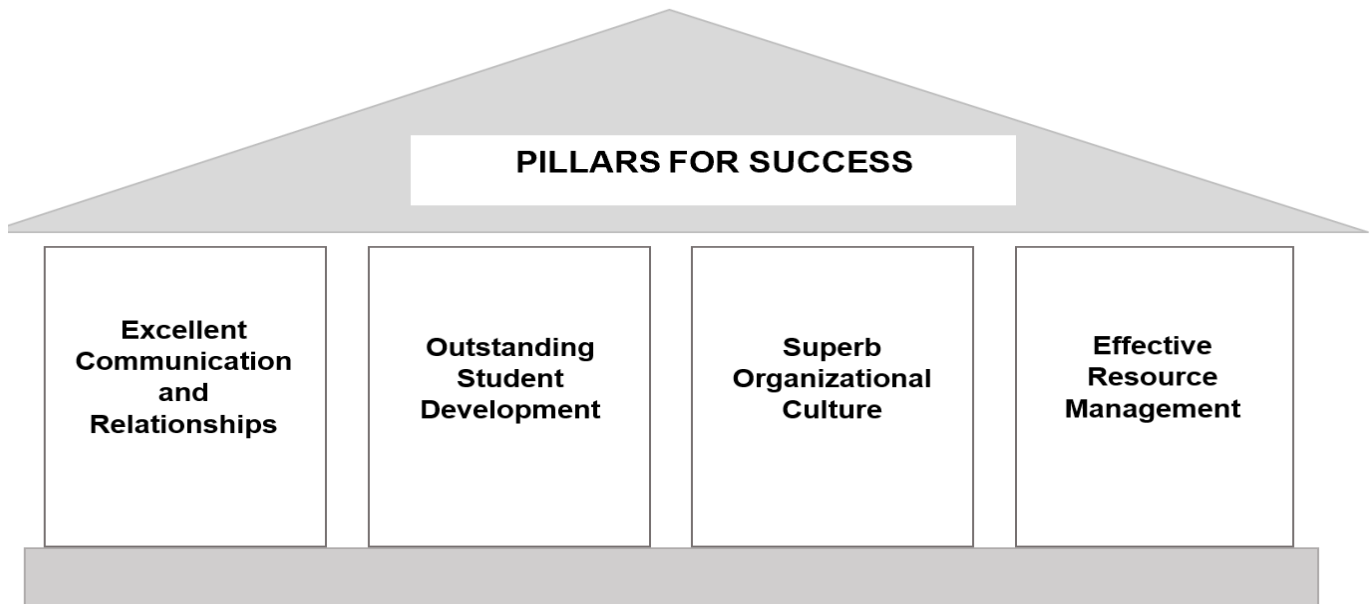 PILLARS FOR SUCCESS
Excellent
Communication
and
Relationships
Outstanding
Student
Development
Superb
Organizational
Culture
Effective
Resource
Management